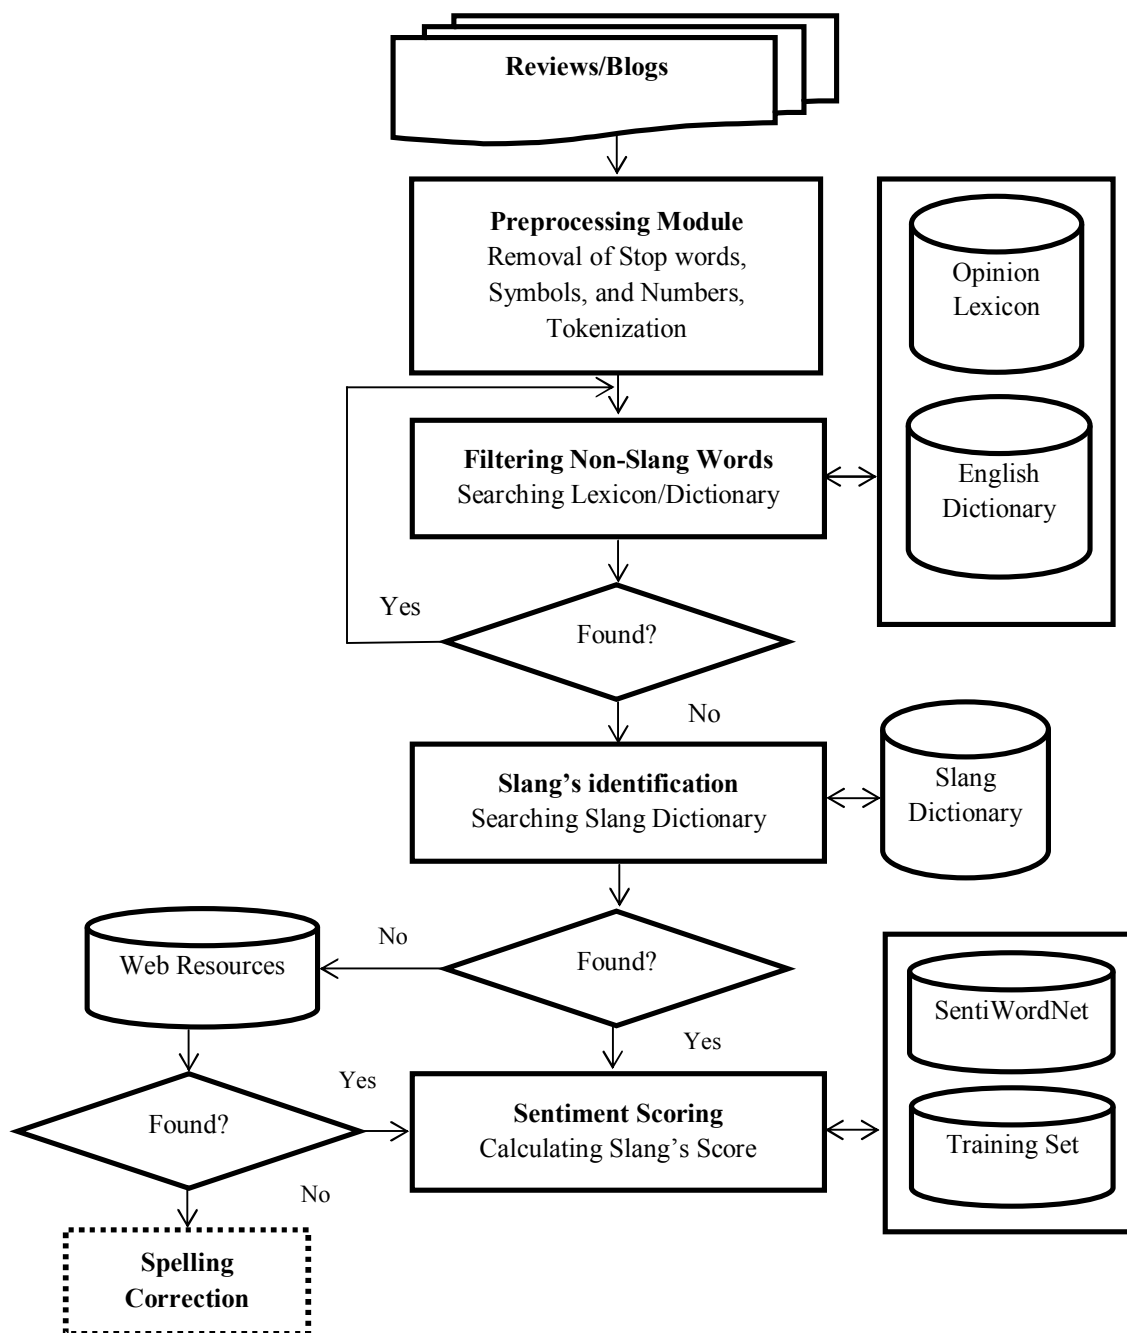 Reviews/Blogs
Preprocessing Module
Removal of Stop words,
Symbols, and Numbers,
Tokenization
Opinion
Lexicon
English
Dictionary
Filtering Non-Slang Words
Searching Lexicon/Dictionary
Yes
Found?
No
Slang’s identification
Searching Slang Dictionary
Slang
Dictionary
No
Found?
Web Resources
Yes
SentiWordNet
Training Set
Yes
Found?
Sentiment Scoring
Calculating Slang’s Score
No
Spelling
Correction